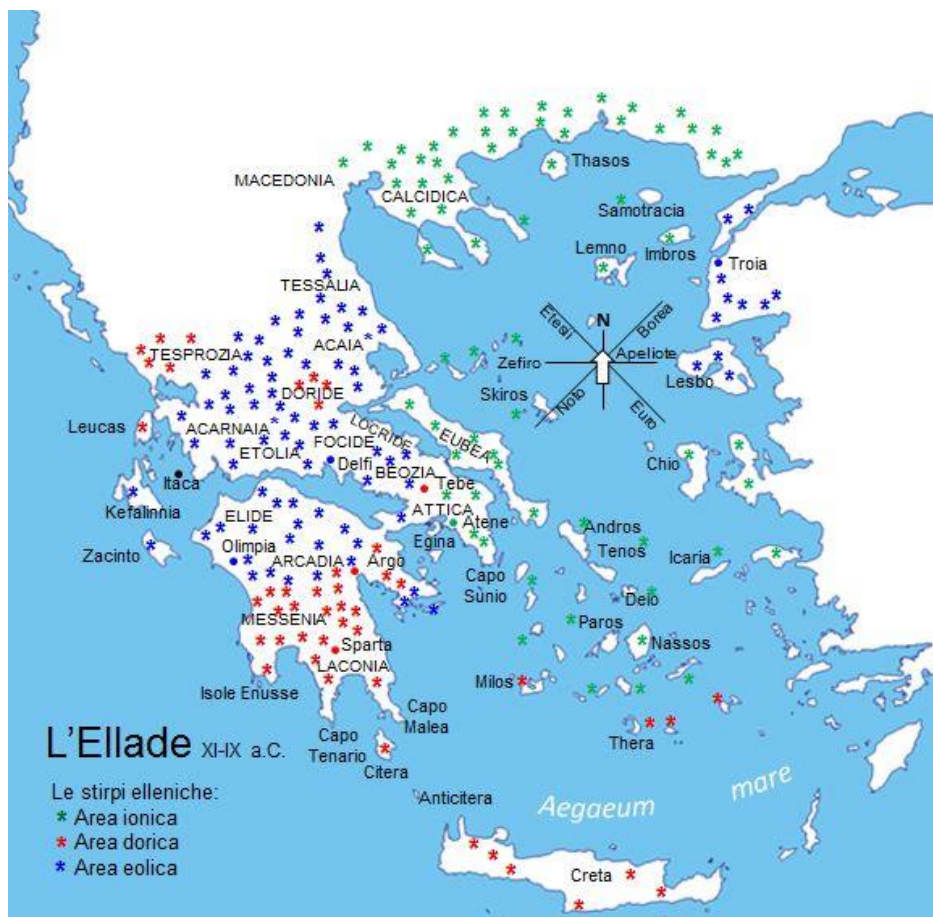 Thasos
MACEDONIA
CALCIDICA
Samotracia
Imbros
Lemno
Troia
TESSALIA
N
Etesii
Borea
ACAIA
TESPROZIA
Zefiro
Apeliote
Lesbo
DÒRIDE
Skiros
Noto
Euro
LOCRIDE
Leucas
ACARNAIA
FOCIDE
EUBEA
ETOLIA
Delfi
BEOZIA
Chio
Itaca
Tebe
Kefalinnia
ATTICA
ELIDE
Atene
Andros
Egina
Tenos
Zacinto
Olimpia
ARCADIA
Argo
Icaria
Capo
Sùnio
Delo
MESSENIA
Paros
Sparta
Nassos
LACONIA
Milos
Isole Enusse
Capo
Malea
L'Ellade XI-IX a.C.
Capo
Tenario
Thera
Citera
Le stirpi elleniche:
* Area ionica
* Area dorica
* Area eolica
Anticitera
Aegaeum mare
Creta